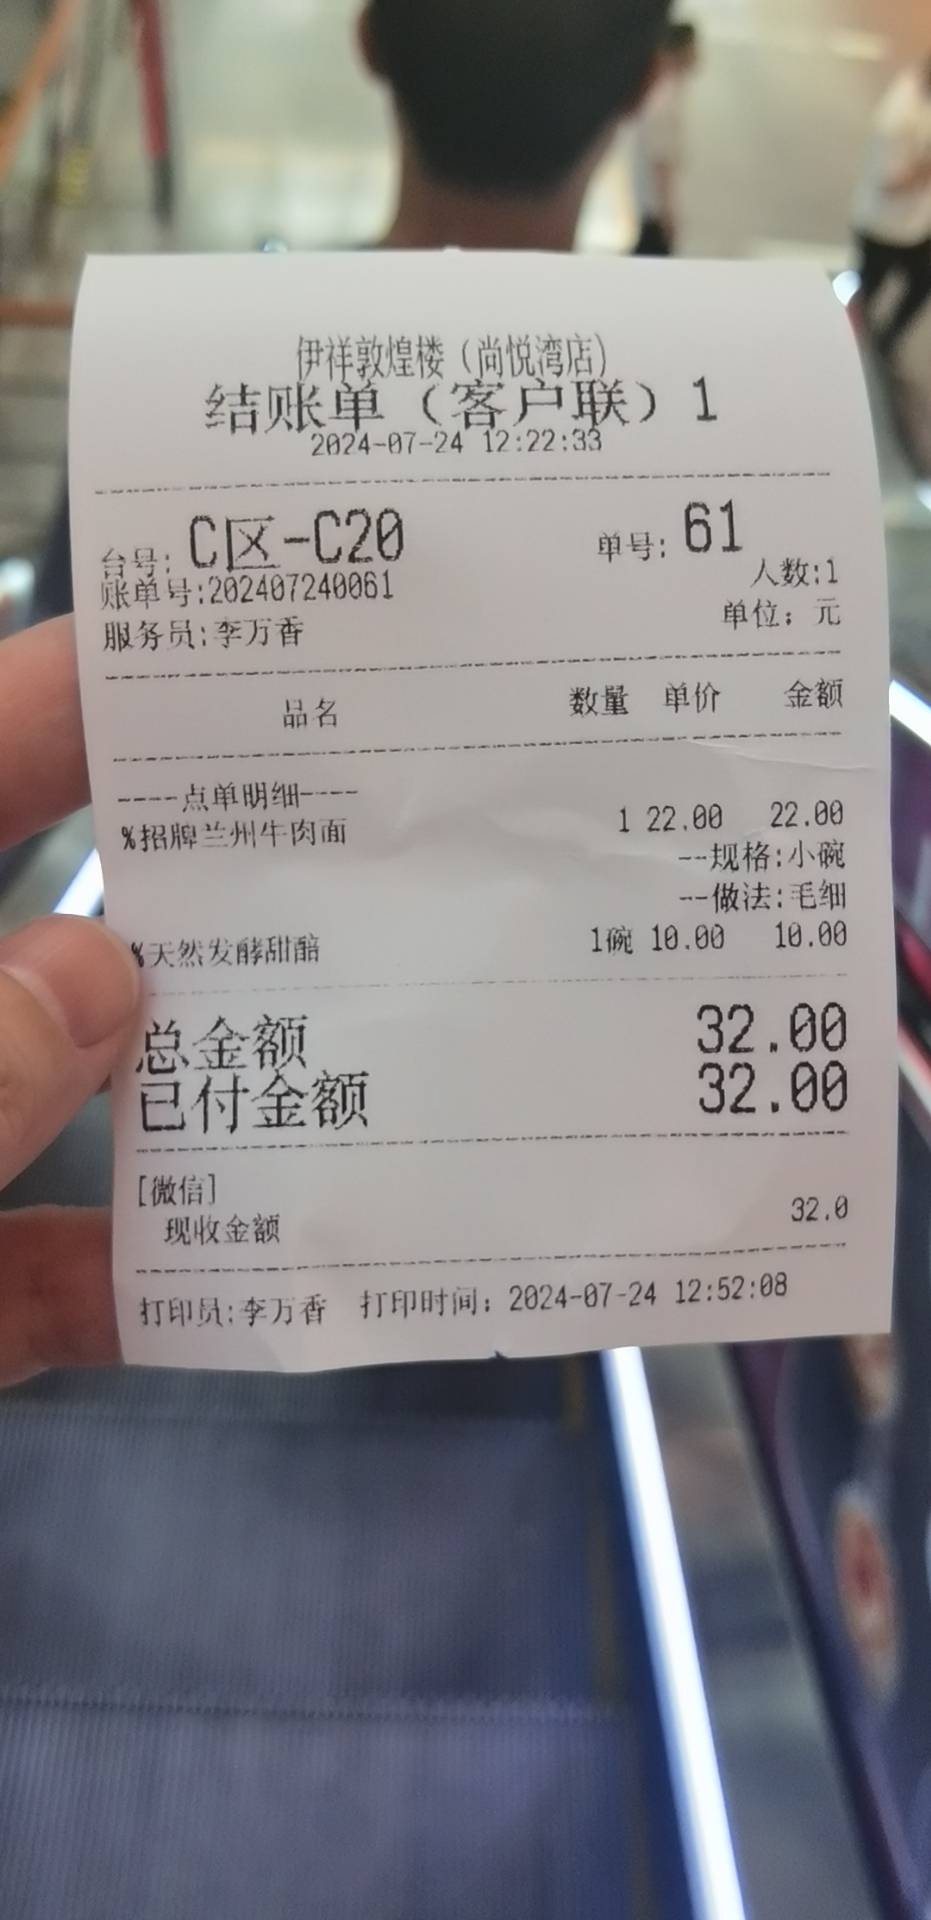 伊祥敦煌楼（尚悦湾店）
结账单（客户联）1
2024-07-24 12:22:33
台号: C区-C20 单号: 61
人数:1
账单号:202407240061
单位：元
服务员:李万香
品名 数量 单价 金额
----点单明细----
%招牌兰州牛肉面 1 22.00 22.00
--规格:小碗
--做法:毛细
%天然发酵甜醅 1碗 10.00 10.00
总金额 32.00
已付金额 32.00
[微信]
现收金额 32.0
打印员:李万香 打印时间：2024-07-24 12:52:08